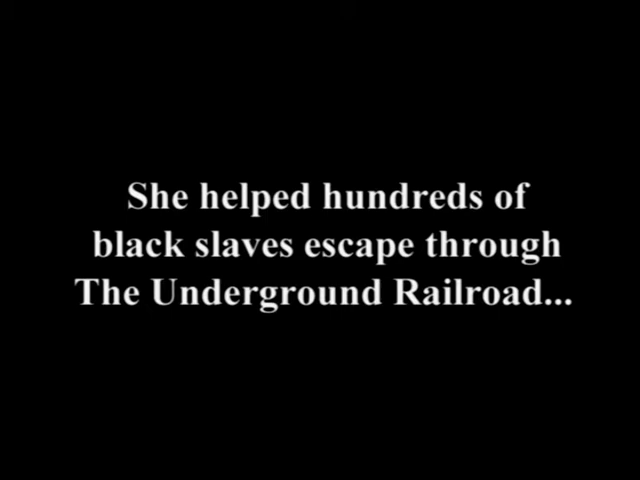 She helped hundreds of
black slaves escape through
The Underground Railroad...